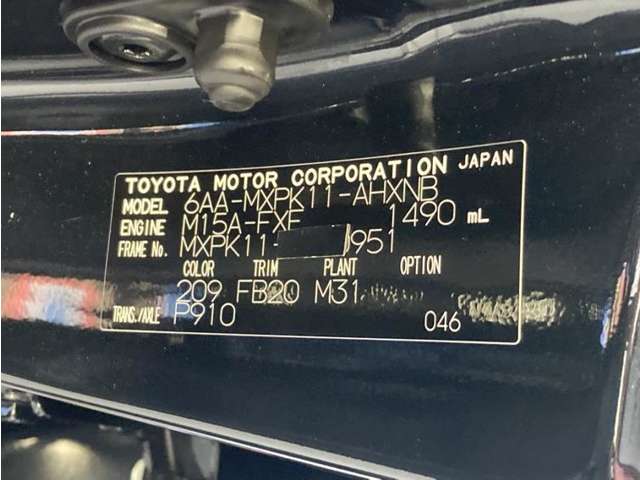 TOYOTA MOTOR CORPORATION JAPAN
MODEL 6AA-MXPK11-AHXNB
ENGINE M15A-FXE 1490 mL
FRAME No. MXPK11- 951
COLOR TRIM PLANT OPTION
209 FB20 M31
TRANS./AXLE P910 046